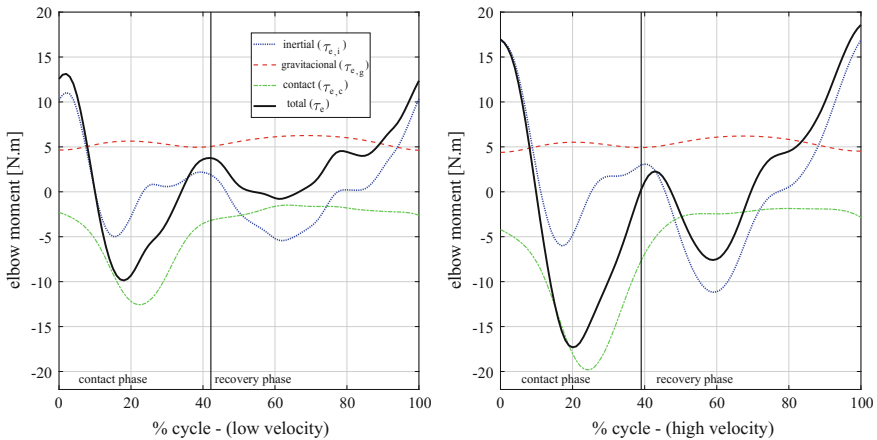 20
15
10
5
0
-5
-10
-15
-20
elbow moment [N.m]
inertial (τe,i)
gravitacional (τe,g)
contact (τe,c)
total (τe)
contact phase
recovery phase
0 20 40 60 80 100
% cycle - (low velocity)
20
15
10
5
0
-5
-10
-15
-20
elbow moment [N.m]
contact phase
recovery phase
0 20 40 60 80 100
% cycle - (high velocity)